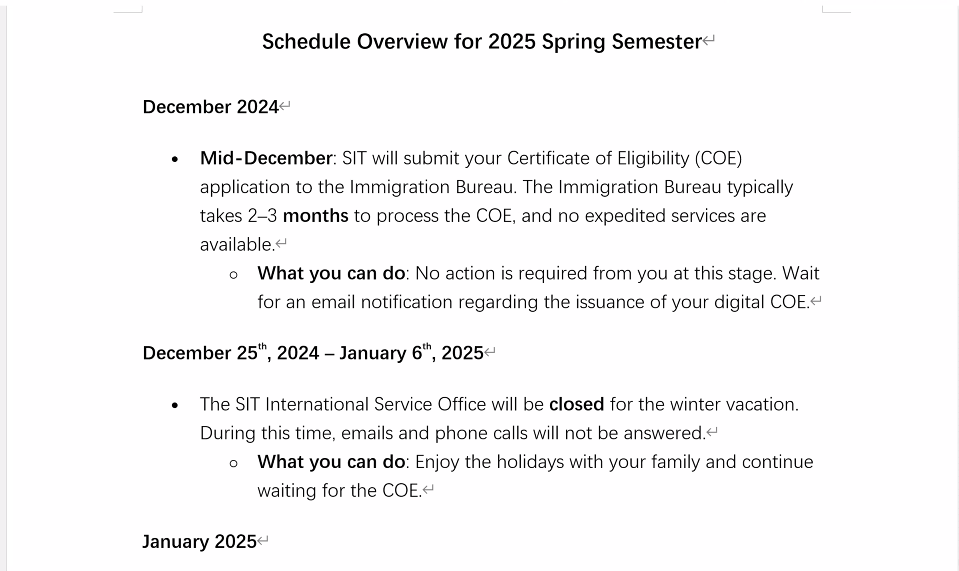 Schedule Overview for 2025 Spring Semester
December 2024
• Mid-December: SIT will submit your Certificate of Eligibility (COE)
application to the Immigration Bureau. The Immigration Bureau typically
takes 2–3 months to process the COE, and no expedited services are
available.
○ What you can do: No action is required from you at this stage. Wait
for an email notification regarding the issuance of your digital COE.
December 25th, 2024 – January 6th, 2025
• The SIT International Service Office will be closed for the winter vacation.
During this time, emails and phone calls will not be answered.
○ What you can do: Enjoy the holidays with your family and continue
waiting for the COE.
January 2025